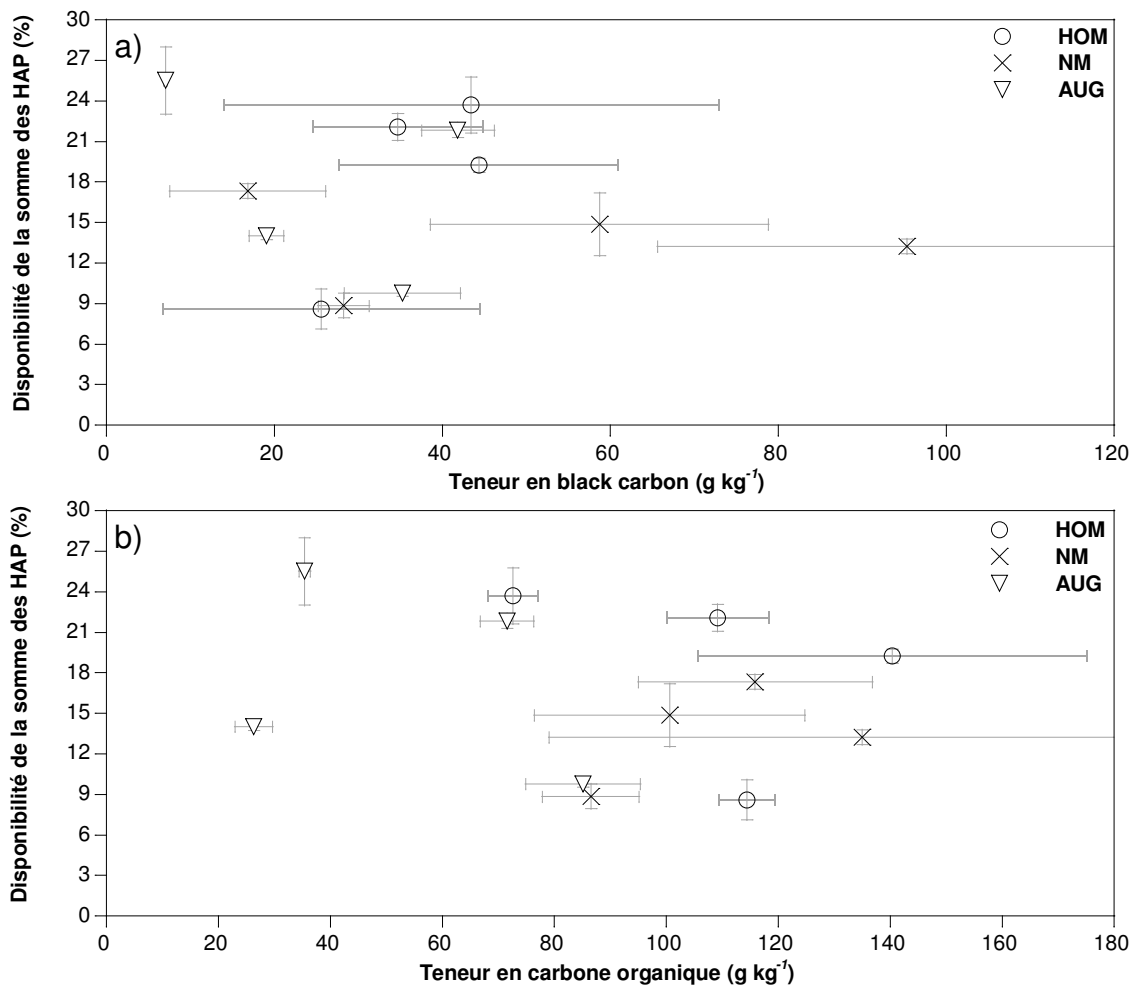 Disponibilité de la somme des HAP (%)
a)
30
27
24
21
18
15
12
9
6
3
0
HOM
NM
AUG
0 20 40 60 80 100 120
Teneur en black carbon (g kg⁻¹)
Disponibilité de la somme des HAP (%)
b)
30
27
24
21
18
15
12
9
6
3
0
HOM
NM
AUG
0 20 40 60 80 100 120 140 160 180
Teneur en carbone organique (g kg⁻¹)